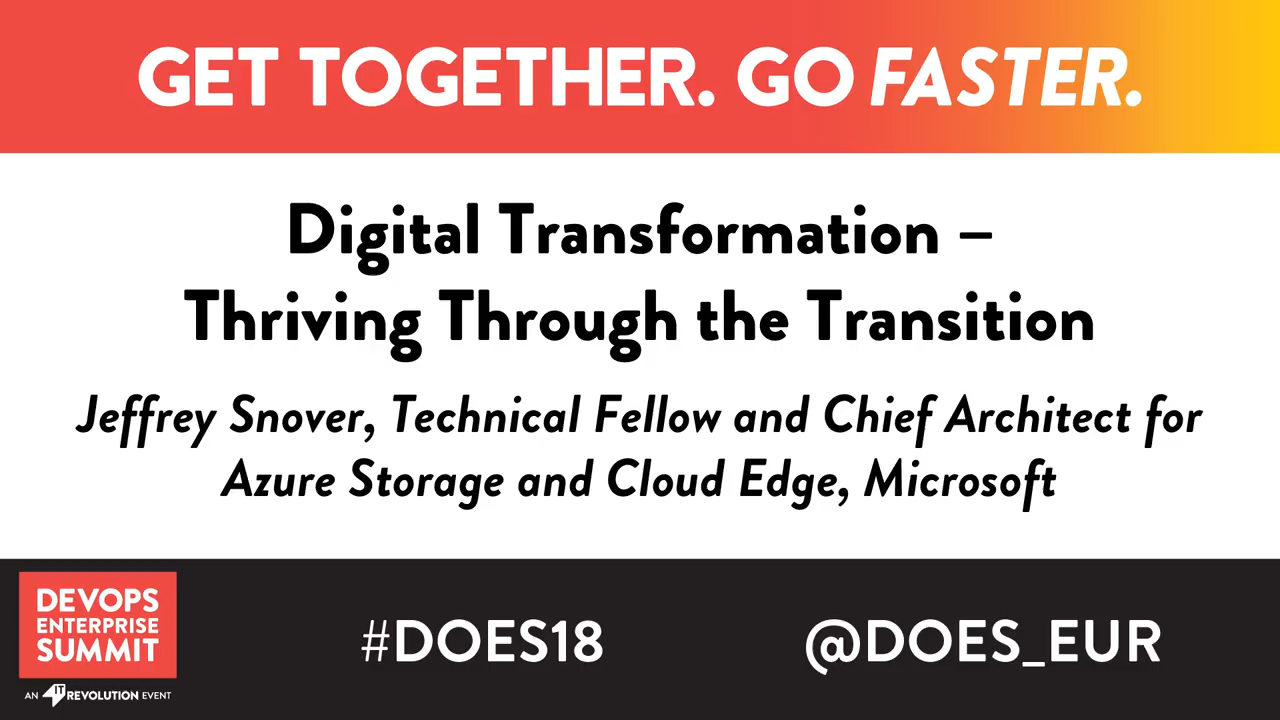 GET TOGETHER. GO FASTER.
Digital Transformation –
Thriving Through the Transition
Jeffrey Snover, Technical Fellow and Chief Architect for
Azure Storage and Cloud Edge, Microsoft
DEVOPS
ENTERPRISE
SUMMIT
AN IT REVOLUTION EVENT
#DOES18
@DOES_EUR